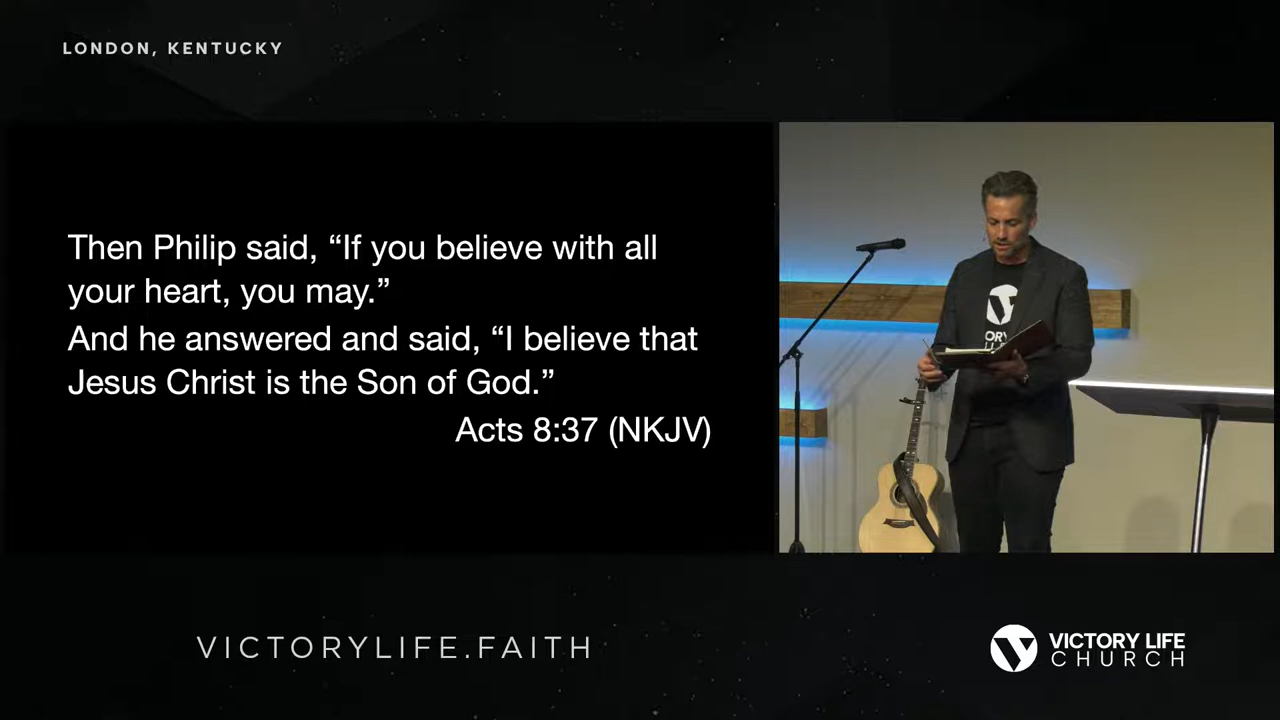 LONDON, KENTUCKY
Then Philip said, “If you believe with all
your heart, you may.”
And he answered and said, “I believe that
Jesus Christ is the Son of God.”
Acts 8:37 (NKJV)
VICTORYLIFE.FAITH
VICTORY LIFE
CHURCH